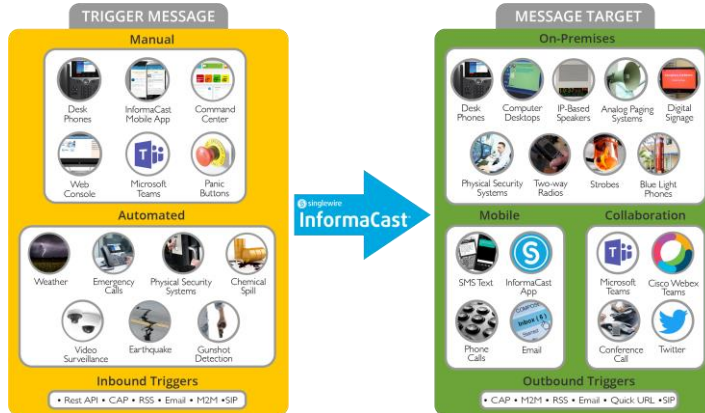 TRIGGER MESSAGE
Manual
Desk
Phones
InformaCast
Mobile App
Command
Center
Web
Console
Microsoft
Teams
Panic
Buttons
Automated
Weather
Emergency
Calls
Physical Security
Systems
Chemical
Spill
Video
Surveillance
Earthquake
Gunshot
Detection
Inbound Triggers
• Rest API • CAP • RSS • Email • M2M •SIP
singlewire
InformaCast
MESSAGE TARGET
On-Premises
Desk
Phones
Computer
Desktops
IP-Based
Speakers
Analog Paging
Systems
Digital
Signage
Physical Security
Systems
Two-way
Radios
Strobes
Blue Light
Phones
Mobile
SMS Text
InformaCast
App
Phone
Calls
COMPOSE
Inbox (6)
Email
Collaboration
Microsoft
Teams
Cisco Webex
Teams
Conference
Call
Twitter
Outbound Triggers
• CAP • M2M • RSS • Email • Quick URL •SIP